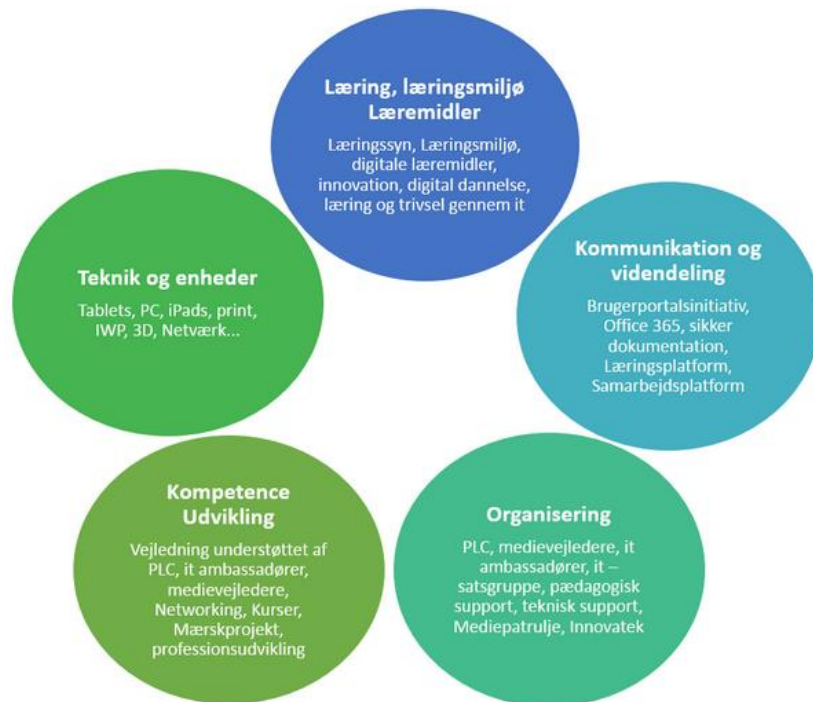 Læring, læringsmiljø
Læremidler
Læringssyn, Læringsmiljø,
digitale læremidler,
innovation, digital dannelse,
læring og trivsel gennem it
Kommunikation og
videndeling
Brugerportalsinitiativ,
Office 365, sikker
dokumentation,
Læringsplatform,
Samarbejdsplatform
Organisering
PLC, medievejledere, it
ambassadører, it –
satsgruppe, pædagogisk
support, teknisk support,
Mediepatrulje, Innovatek
Kompetence
Udvikling
Vejledning understøttet af
PLC, it ambassadører,
medievejledere,
Networking, Kurser,
Mærskprojekt,
professionsudvikling
Teknik og enheder
Tablets, PC, iPads, print,
IWP, 3D, Netværk...